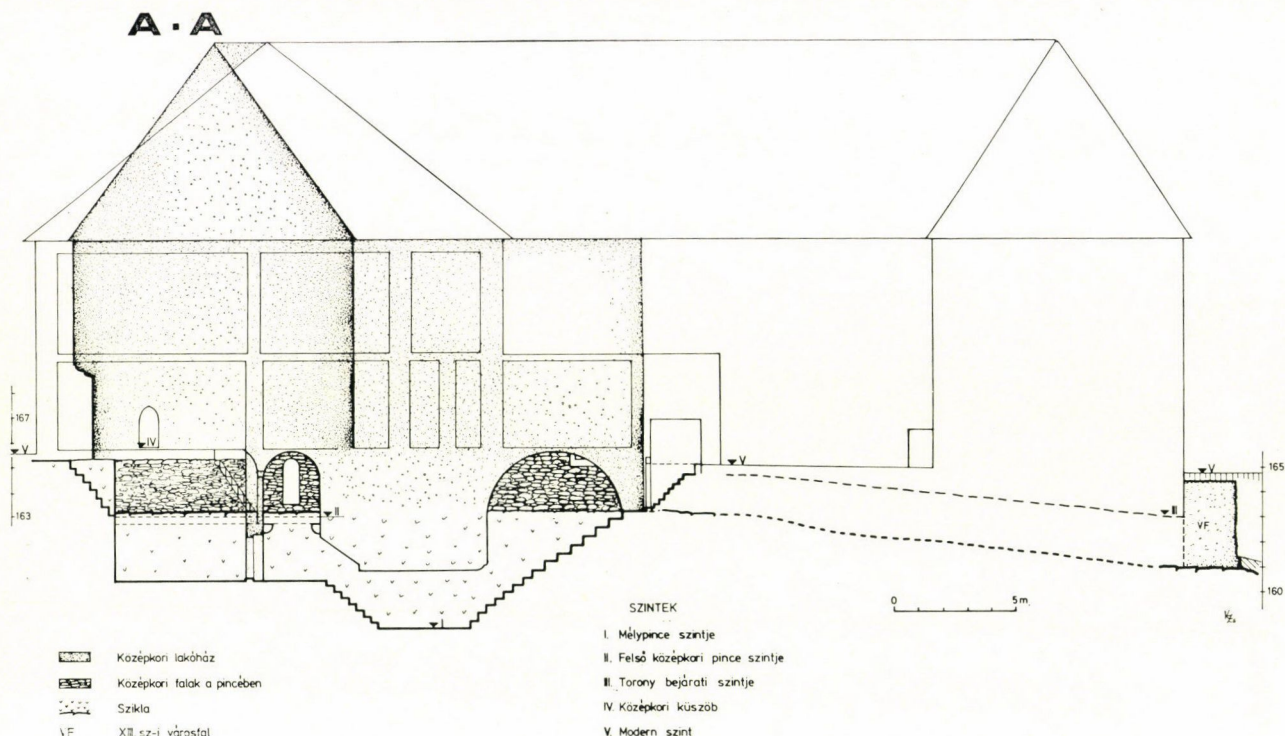 A · A
167
V
IV
163
II
I
V
V
III
VF
165
160
0 5m
Középkori lakóház
Középkori falak a pincében
Szikla
VF XIII. sz-i városfal
SZINTEK
I. Mélypince szintje
II. Felső középkori pince szintje
III. Torony bejárati szintje
IV. Középkori küszöb
V. Modern szint